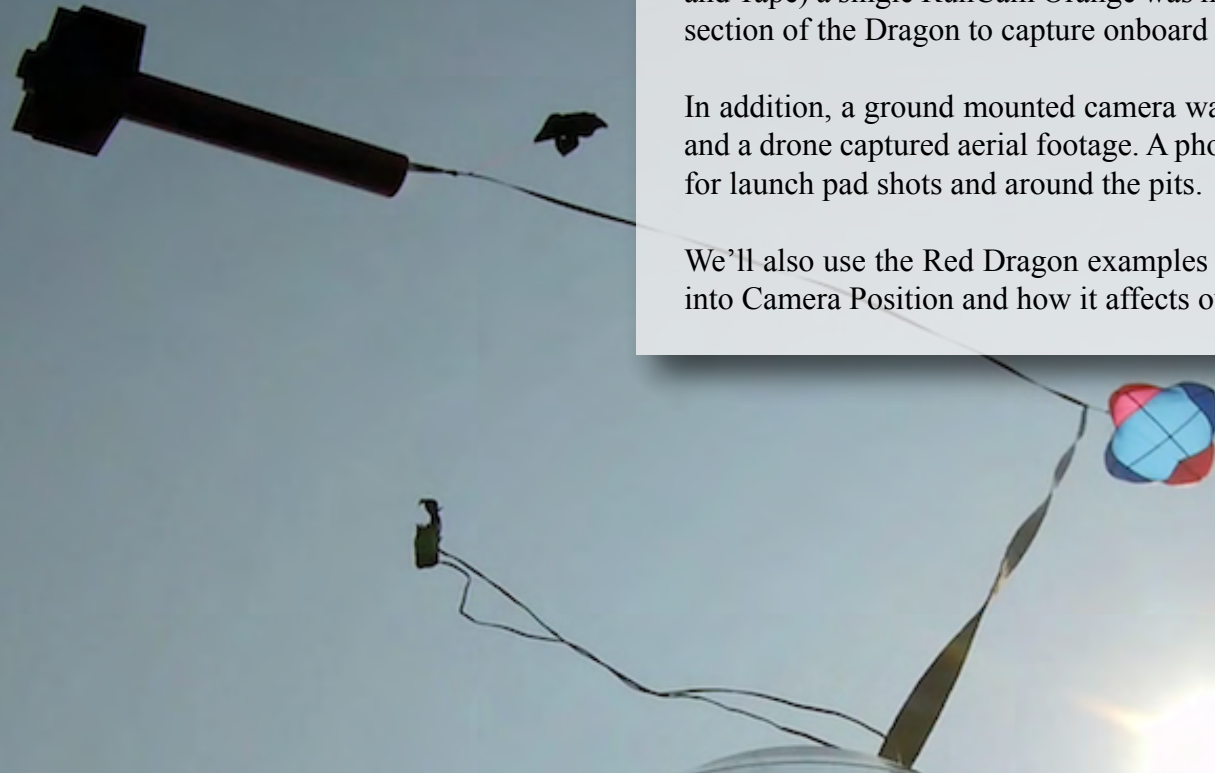 and Tape) a single RunCam Orange was
section of the Dragon to capture onboard
In addition, a ground mounted camera
and a drone captured aerial footage. A
for launch pad shots and around the pits.
We’ll also use the Red Dragon examples
into Camera Position and how it affects